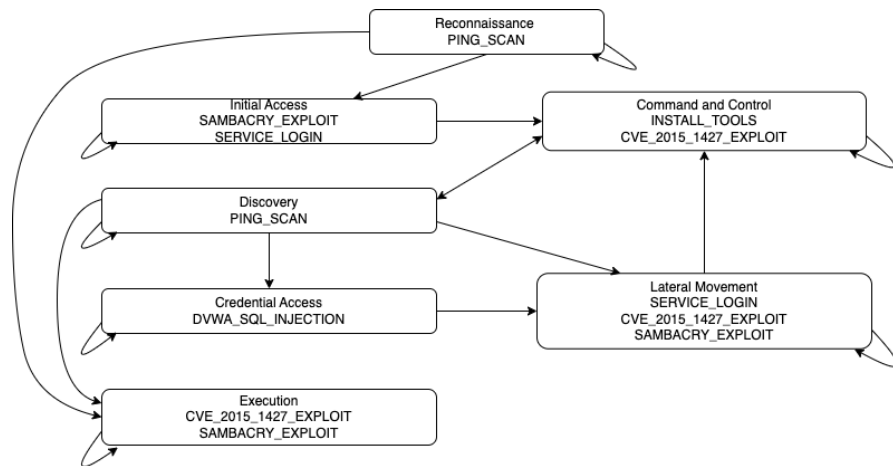 Reconnaissance
PING_SCAN
Initial Access
SAMBACRY_EXPLOIT
SERVICE_LOGIN
Command and Control
INSTALL_TOOLS
CVE_2015_1427_EXPLOIT
Discovery
PING_SCAN
Credential Access
DVWA_SQL_INJECTION
Lateral Movement
SERVICE_LOGIN
CVE_2015_1427_EXPLOIT
SAMBACRY_EXPLOIT
Execution
CVE_2015_1427_EXPLOIT
SAMBACRY_EXPLOIT